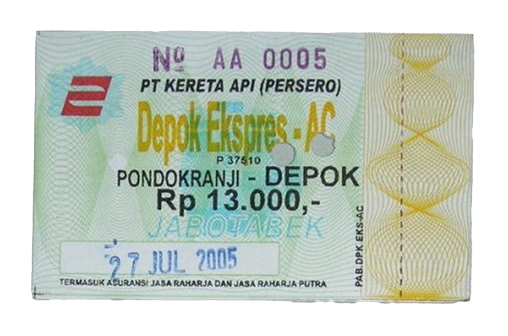 Nº AA 0005
PT KERETA API (PERSERO)
Depok Ekspres - AC
P 37510
PONDOKRANJI - DEPOK
Rp 13.000,-
JABOTABEK
27 JUL 2005
TERMASUK ASURANSI JASA RAHARJA DAN JASA RAHARJA PUTRA
PAB.DPK EKS-AC